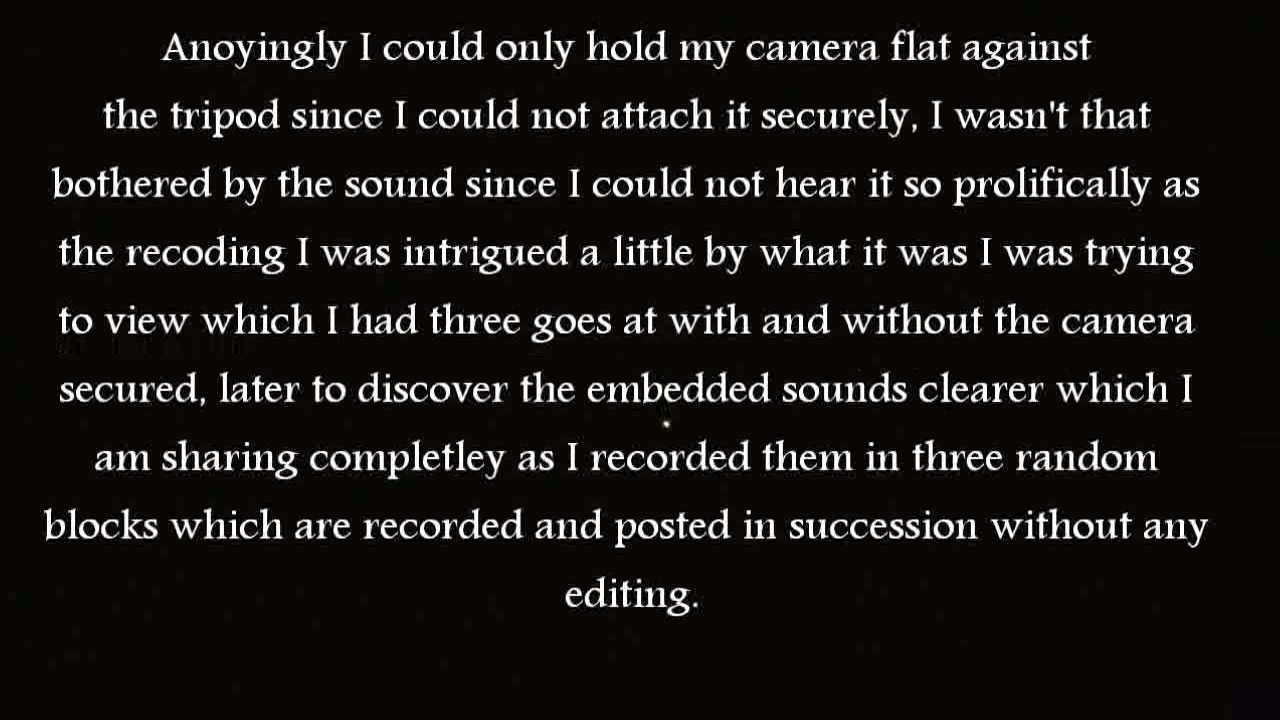 Anoyingly I could only hold my camera flat against
the tripod since I could not attach it securely, I wasn't that
bothered by the sound since I could not hear it so prolifically as
the recoding I was intrigued a little by what it was I was trying
to view which I had three goes at with and without the camera
secured, later to discover the embedded sounds clearer which I
am sharing completley as I recorded them in three random
blocks which are recorded and posted in succession without any
editing.